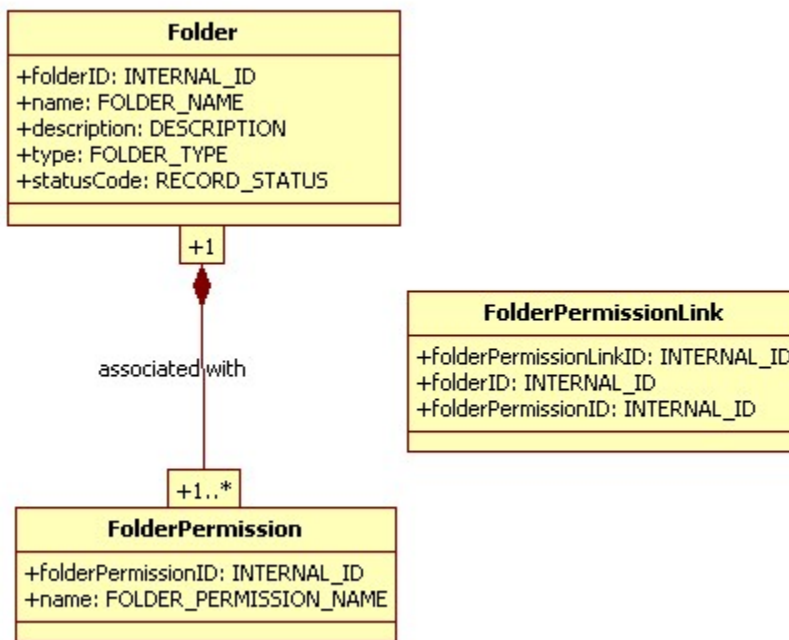 Folder
+folderID: INTERNAL_ID
+name: FOLDER_NAME
+description: DESCRIPTION
+type: FOLDER_TYPE
+statusCode: RECORD_STATUS
+1
associated with
+1..*
FolderPermission
+folderPermissionID: INTERNAL_ID
+name: FOLDER_PERMISSION_NAME
FolderPermissionLink
+folderPermissionLinkID: INTERNAL_ID
+folderID: INTERNAL_ID
+folderPermissionID: INTERNAL_ID